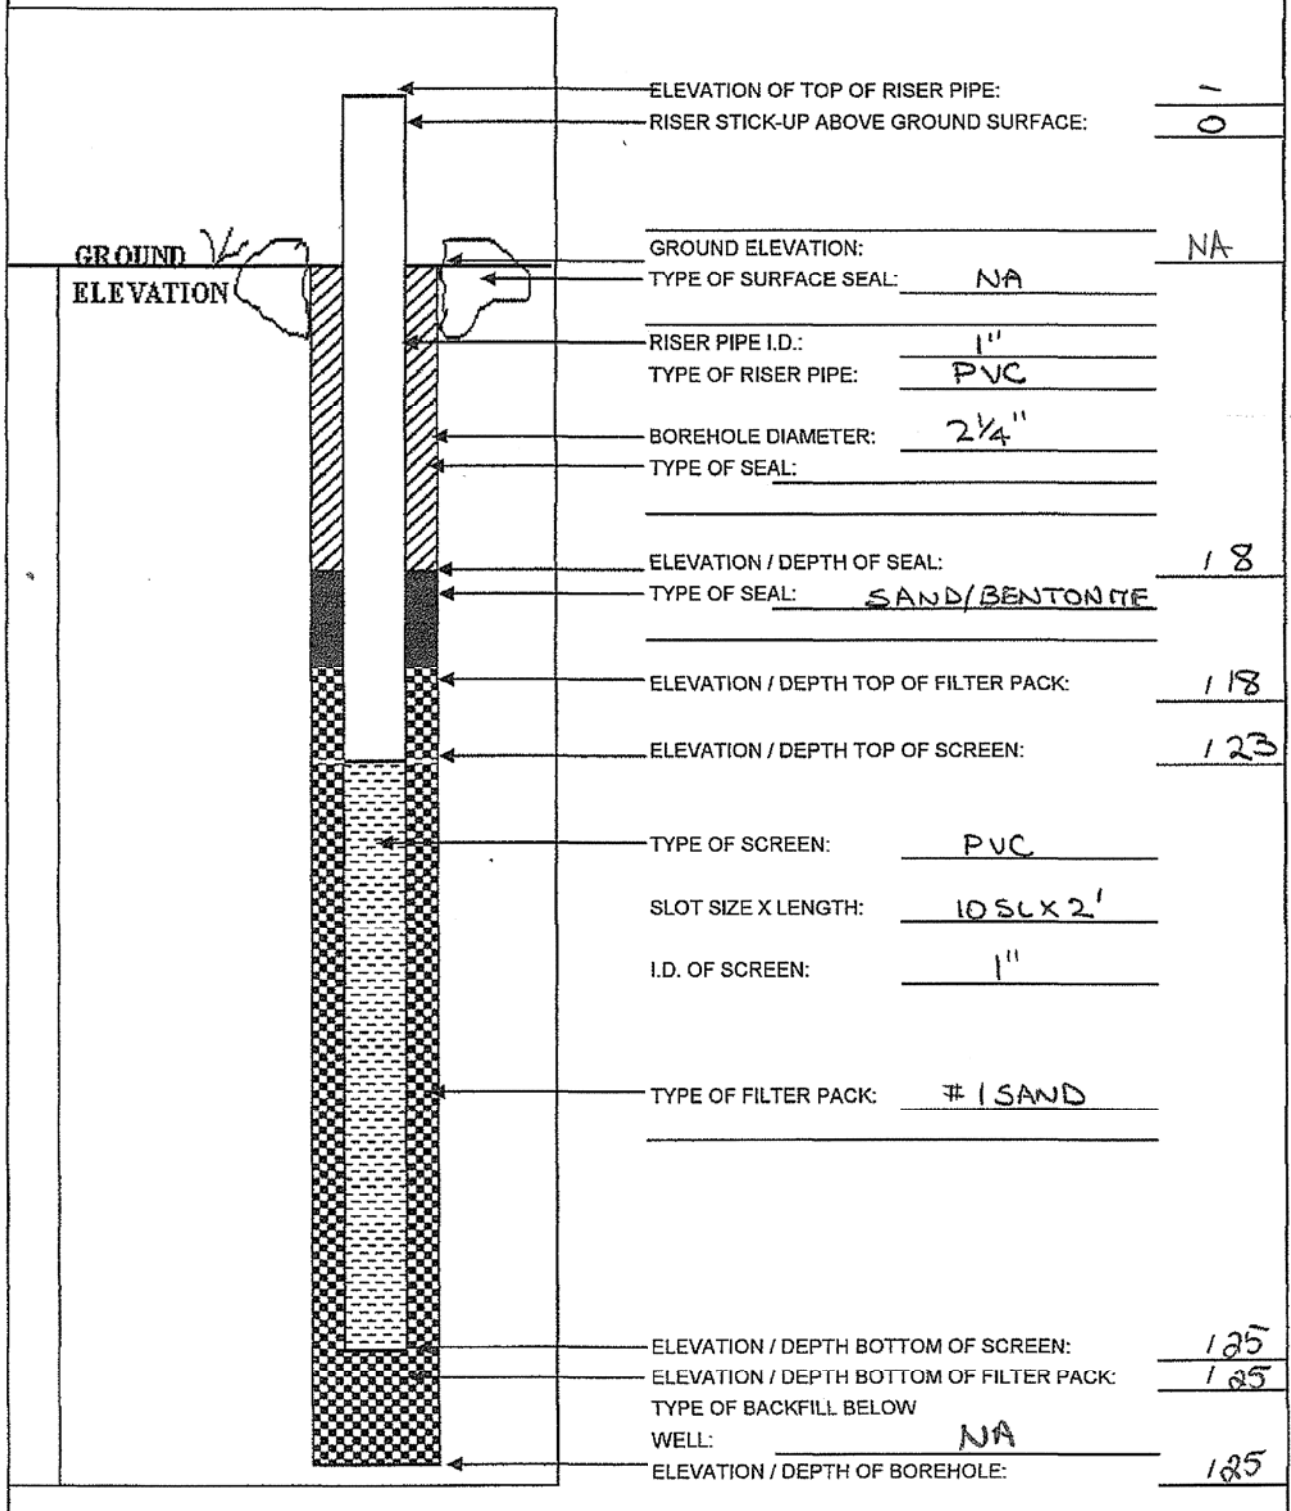 ELEVATION OF TOP OF RISER PIPE: -
RISER STICK-UP ABOVE GROUND SURFACE: 0
GROUND ELEVATION
GROUND ELEVATION: NA
TYPE OF SURFACE SEAL: NA
RISER PIPE I.D.: 1"
TYPE OF RISER PIPE: PVC
BOREHOLE DIAMETER: 2 1/4"
TYPE OF SEAL:
ELEVATION / DEPTH OF SEAL: / 8
TYPE OF SEAL: SAND/BENTONITE
ELEVATION / DEPTH TOP OF FILTER PACK: / 18
ELEVATION / DEPTH TOP OF SCREEN: / 23
TYPE OF SCREEN: PVC
SLOT SIZE X LENGTH: 10 SL X 2'
I.D. OF SCREEN: 1"
TYPE OF FILTER PACK: # 1 SAND
ELEVATION / DEPTH BOTTOM OF SCREEN: / 25
ELEVATION / DEPTH BOTTOM OF FILTER PACK: / 25
TYPE OF BACKFILL BELOW
WELL: NA
ELEVATION / DEPTH OF BOREHOLE: / 25